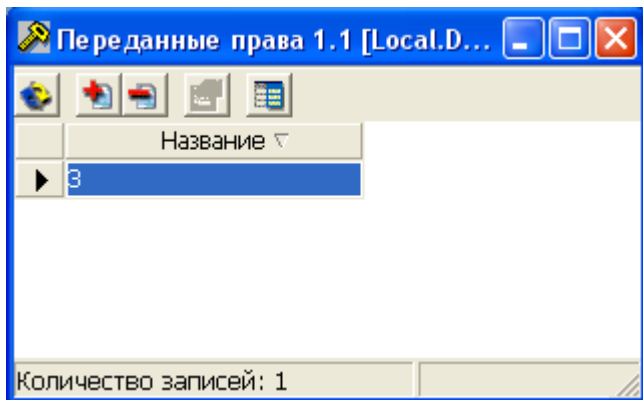 Переданные права 1.1 [Local.D...
Название
3
Количество записей: 1